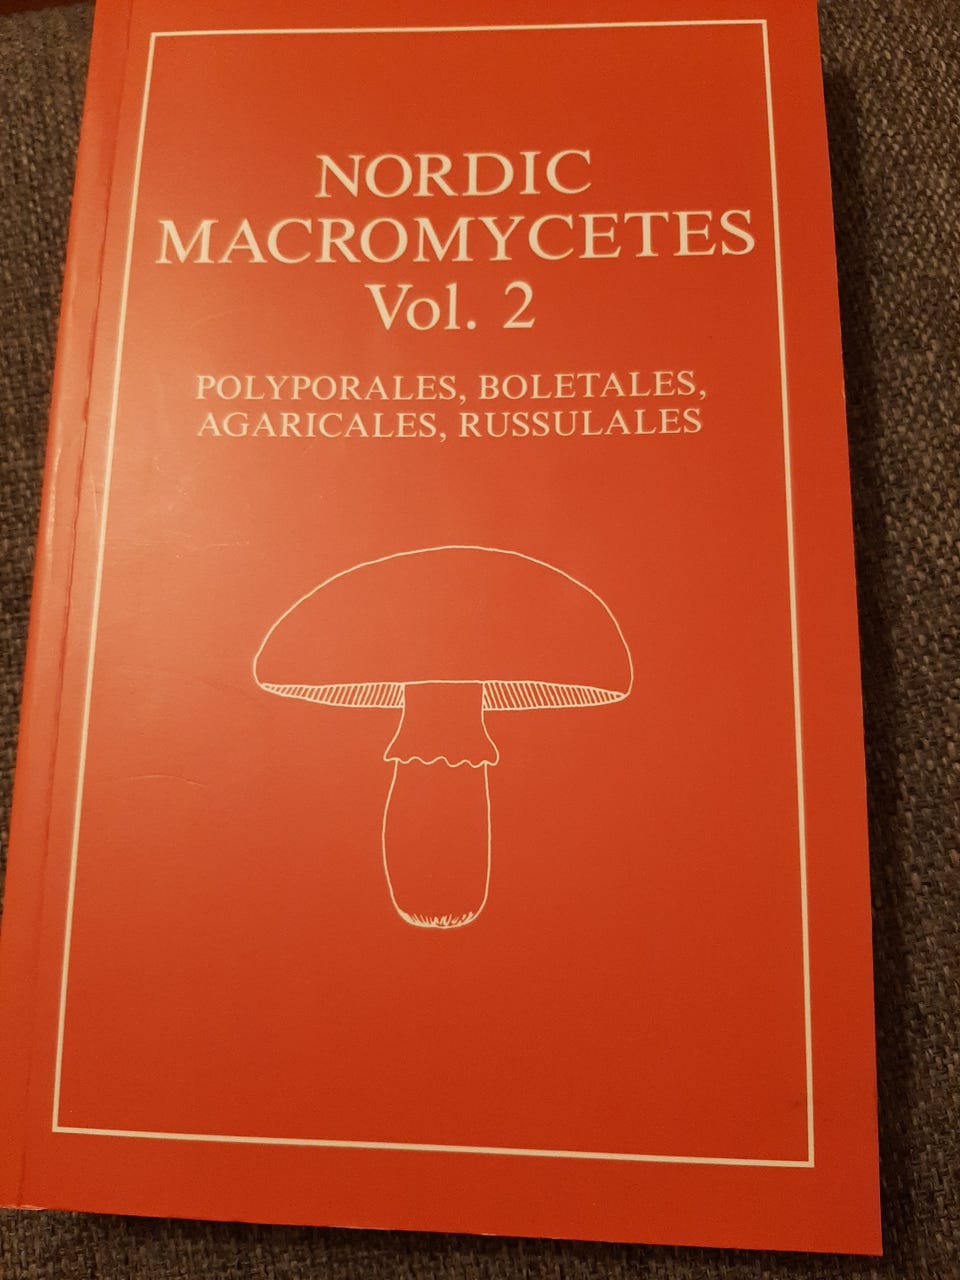 NORDIC
MACROMYCETES
Vol. 2
POLYPORALES, BOLETALES,
AGARICALES, RUSSULALES